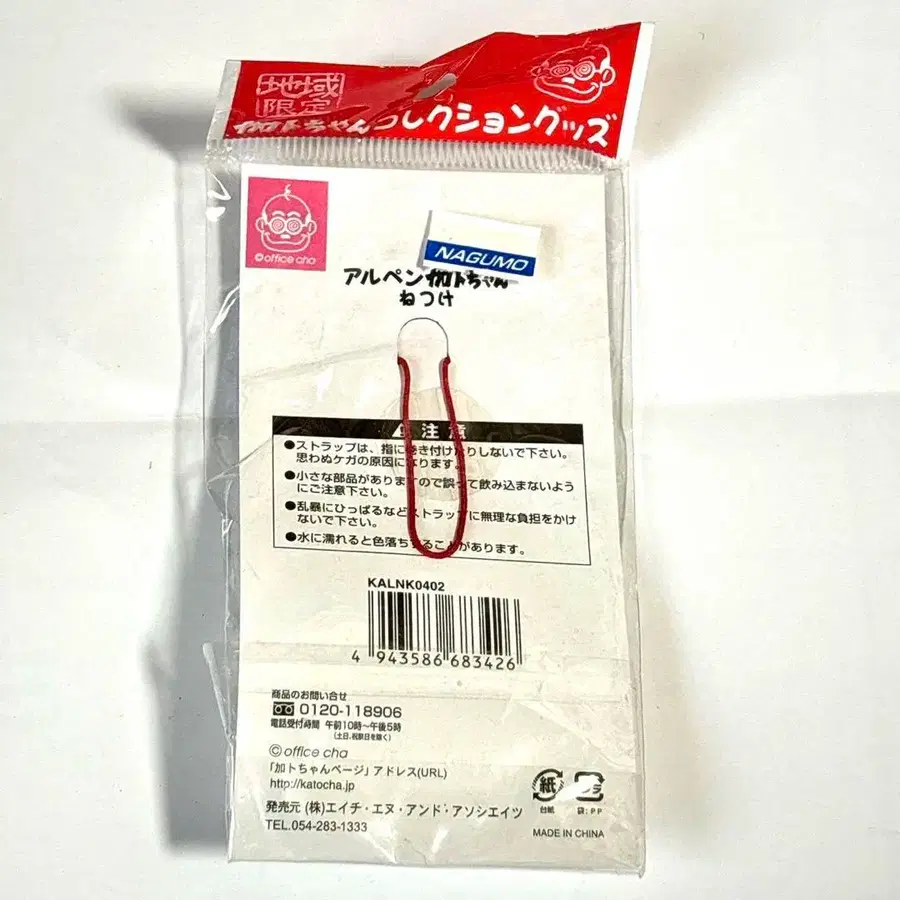 地域
限定
加トちゃんコレクショングッズ
©office cha
NAGUMO
アルペン加トちゃん
ねつけ
注意
●ストラップは、指に巻き付けたりしないで下さい。
思わぬケガの原因になります。
●小さな部品がありますので誤って飲み込まないよう
にご注意下さい。
●乱暴にひっぱるなどストラップに無理な負担をかけ
ないで下さい。
●水に濡れると色落ちすることがあります。
KALNK0402
4 943586 683426
商品のお問い合せ
0120-118906
電話受付時間 午前10時〜午後5時
(土日、祝祭日を除く)
©office cha
「加トちゃんページ」アドレス(URL)
http://katocha.jp
発売元 (株)エイチ・エヌ・アンド・アソシエイツ
TEL.054-283-1333
紙
台紙
プラ
袋:PP
MADE IN CHINA